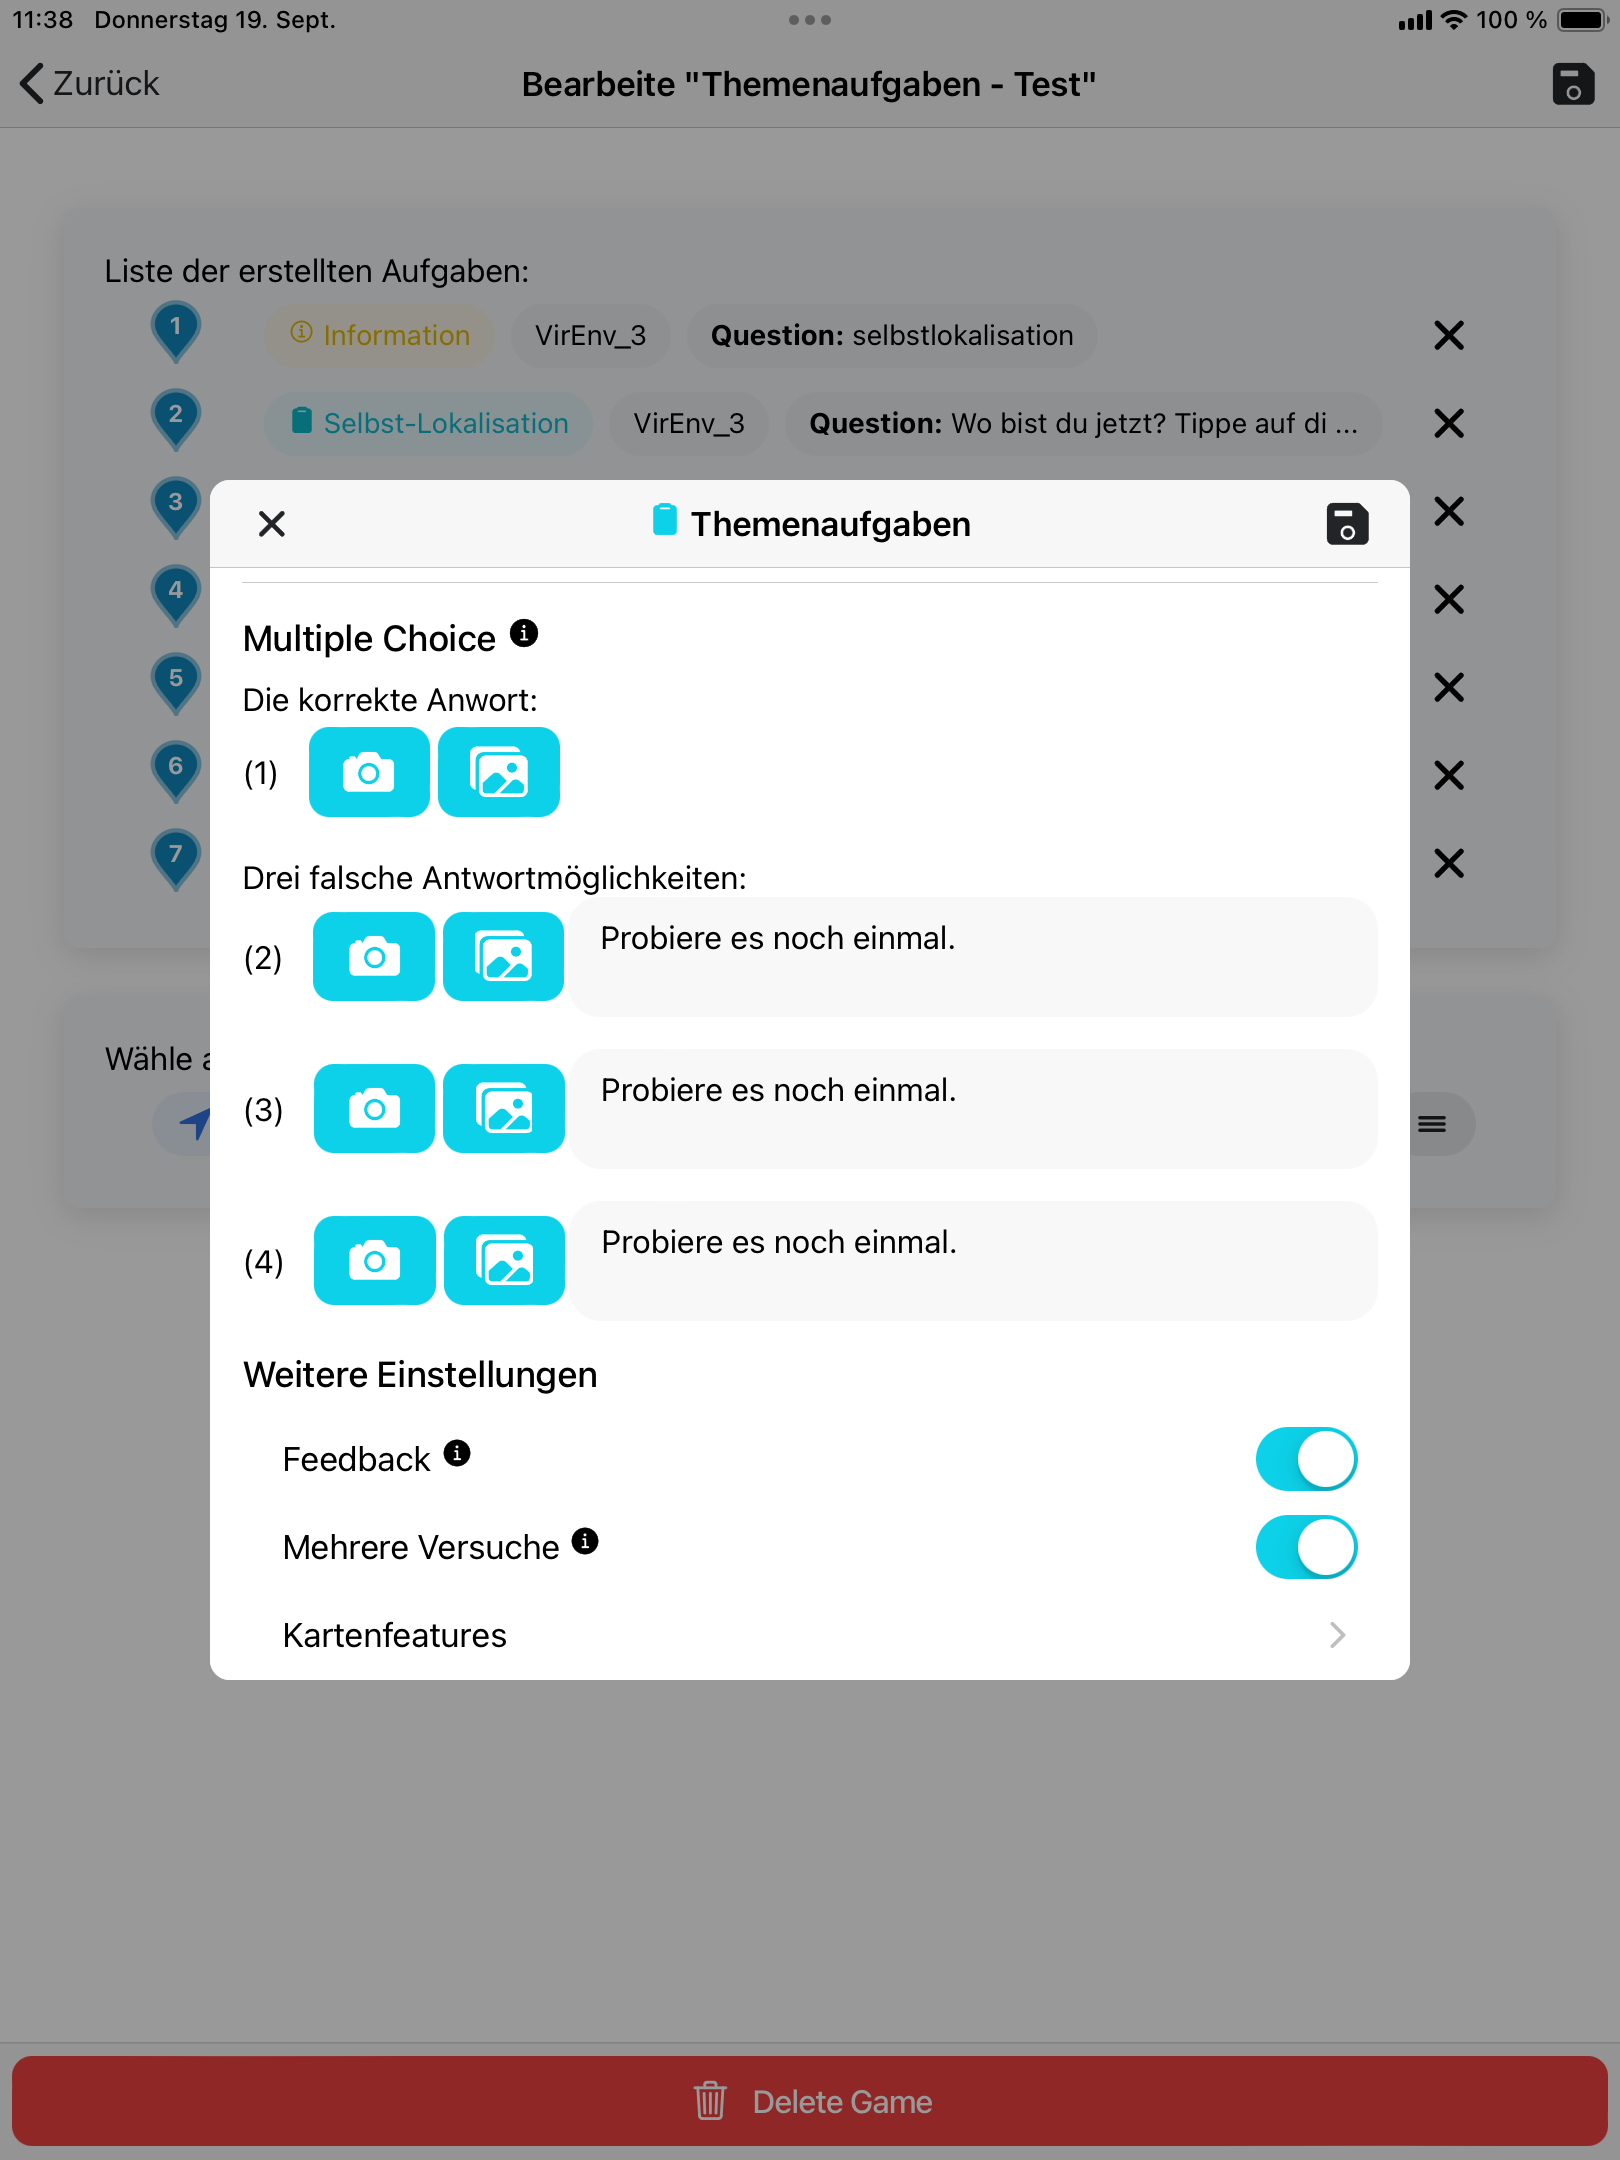 11:38 Donnerstag 19. Sept.
100 %
Zurück
Bearbeite "Themenaufgaben - Test"
Liste der erstellten Aufgaben:
1 Information VirEnv_3 Question: selbstlokalisation
2 Selbst-Lokalisation VirEnv_3 Question: Wo bist du jetzt? Tippe auf di ...
3
4
5
6
7
Wähle
Themenaufgaben
Multiple Choice
Die korrekte Anwort:
(1)
Drei falsche Antwortmöglichkeiten:
(2) Probiere es noch einmal.
(3) Probiere es noch einmal.
(4) Probiere es noch einmal.
Weitere Einstellungen
Feedback
Mehrere Versuche
Kartenfeatures
Delete Game